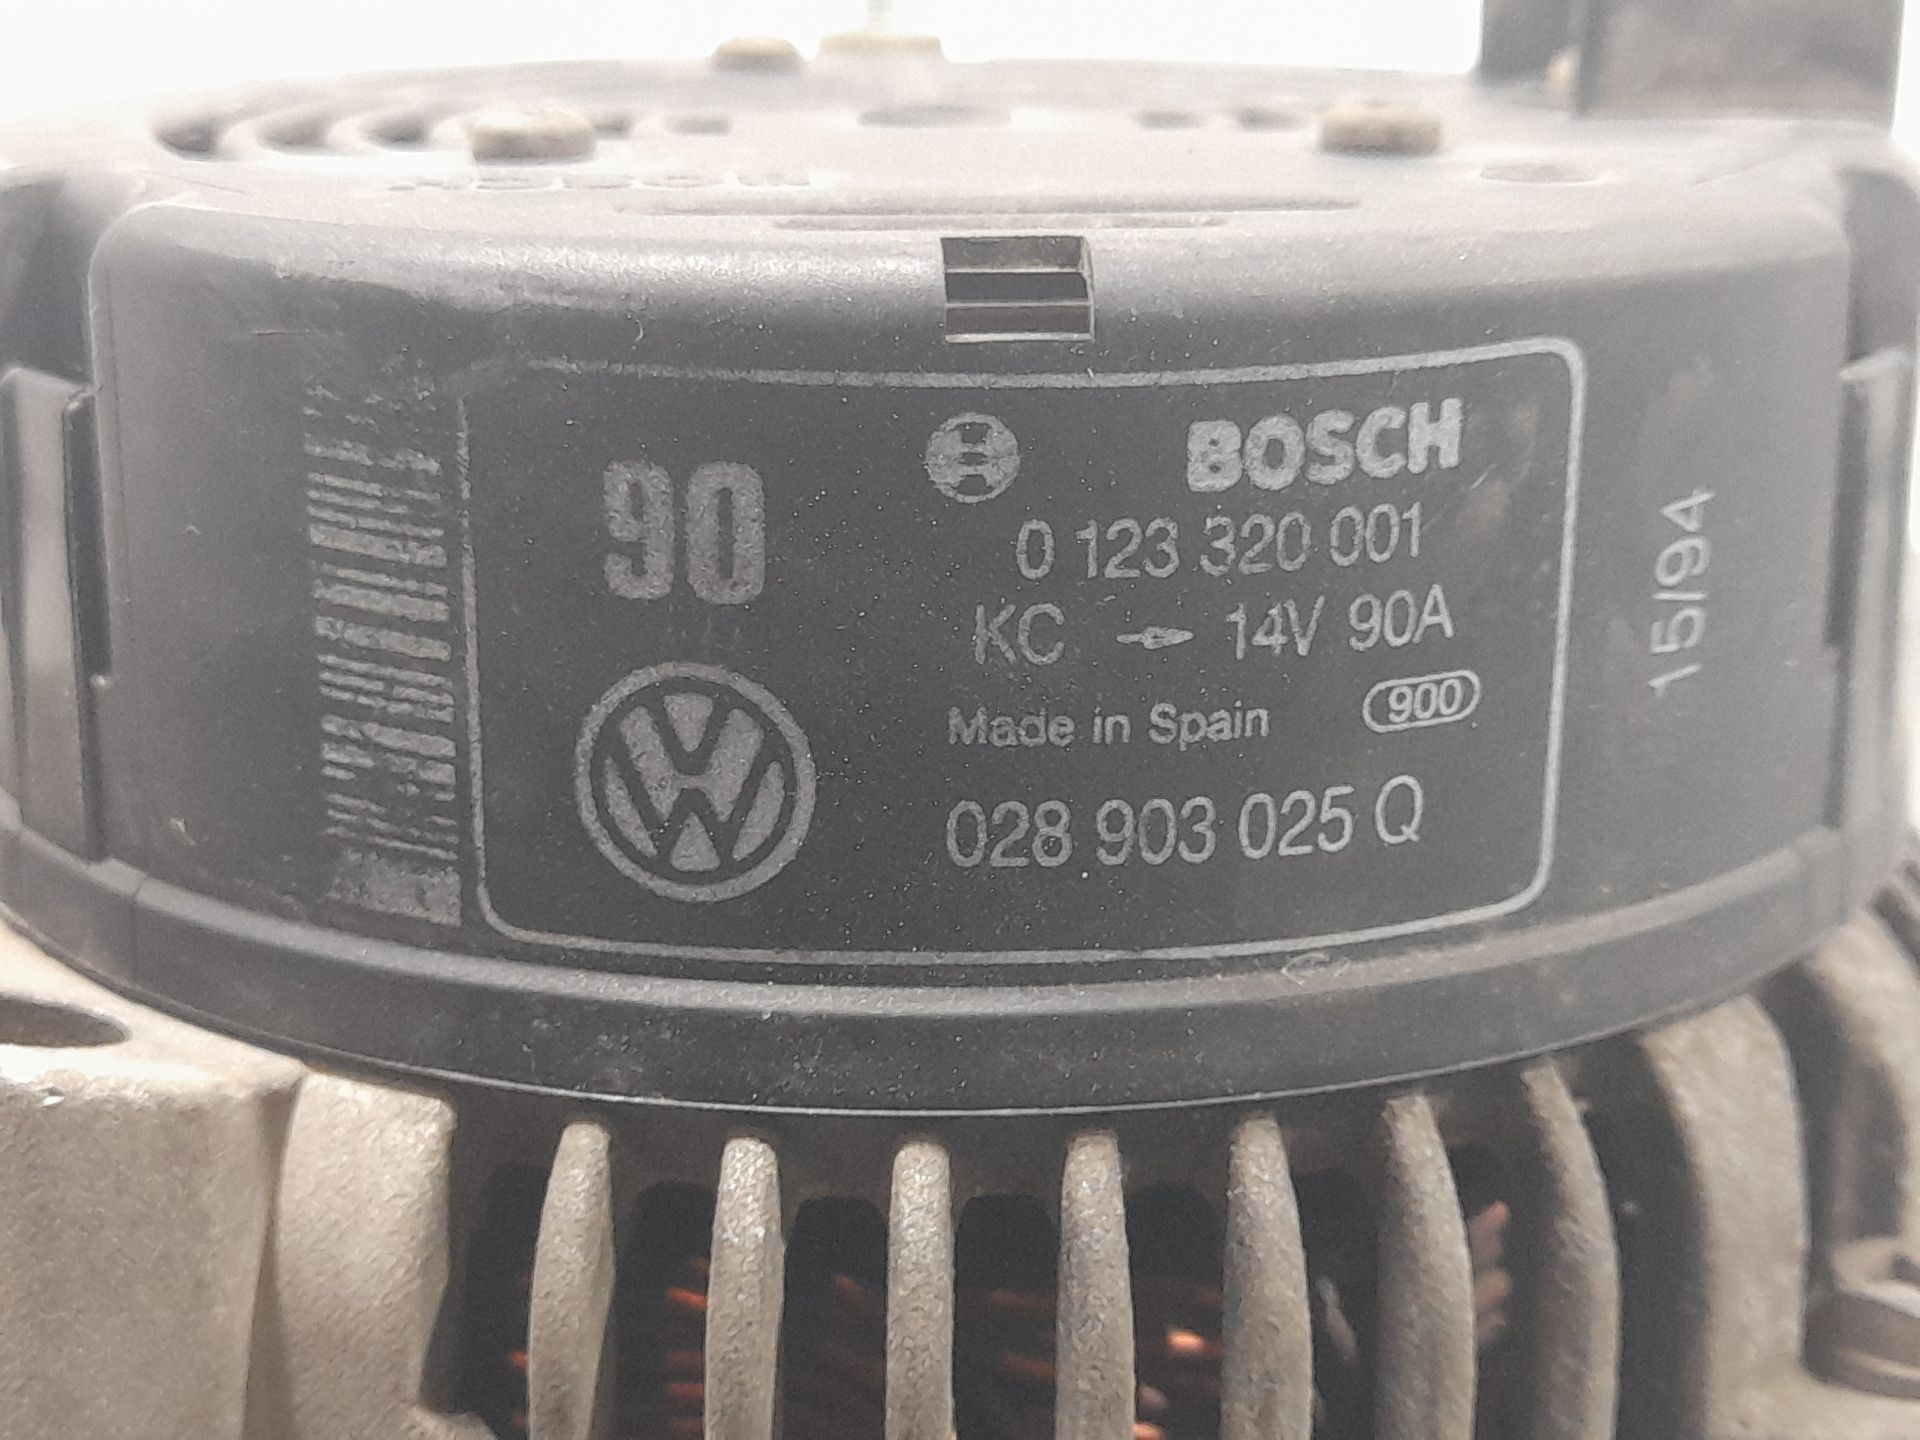 90
BOSCH
0 123 320 001
KC → 14V 90A
Made in Spain 900
028 903 025 Q
15/94